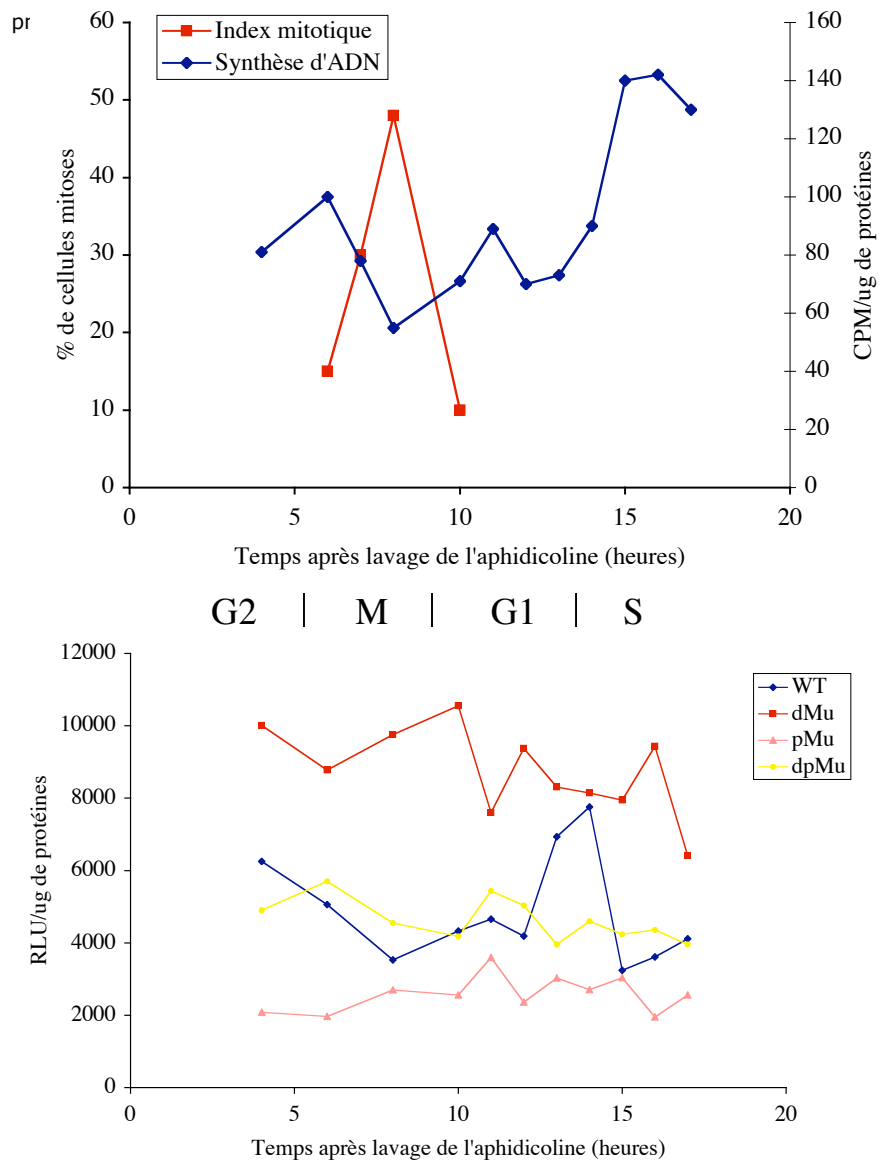 pr
Index mitotique
Synthèse d'ADN
% de cellules mitoses
60
50
40
30
20
10
0
160
140
120
100
80
60
40
20
0
CPM/ug de protéines
0 5 10 15 20
Temps après lavage de l'aphidicoline (heures)
G2 | M | G1 | S
RLU/ug de protéines
12000
10000
8000
6000
4000
2000
0
WT
dMu
pMu
dpMu
0 5 10 15 20
Temps après lavage de l'aphidicoline (heures)